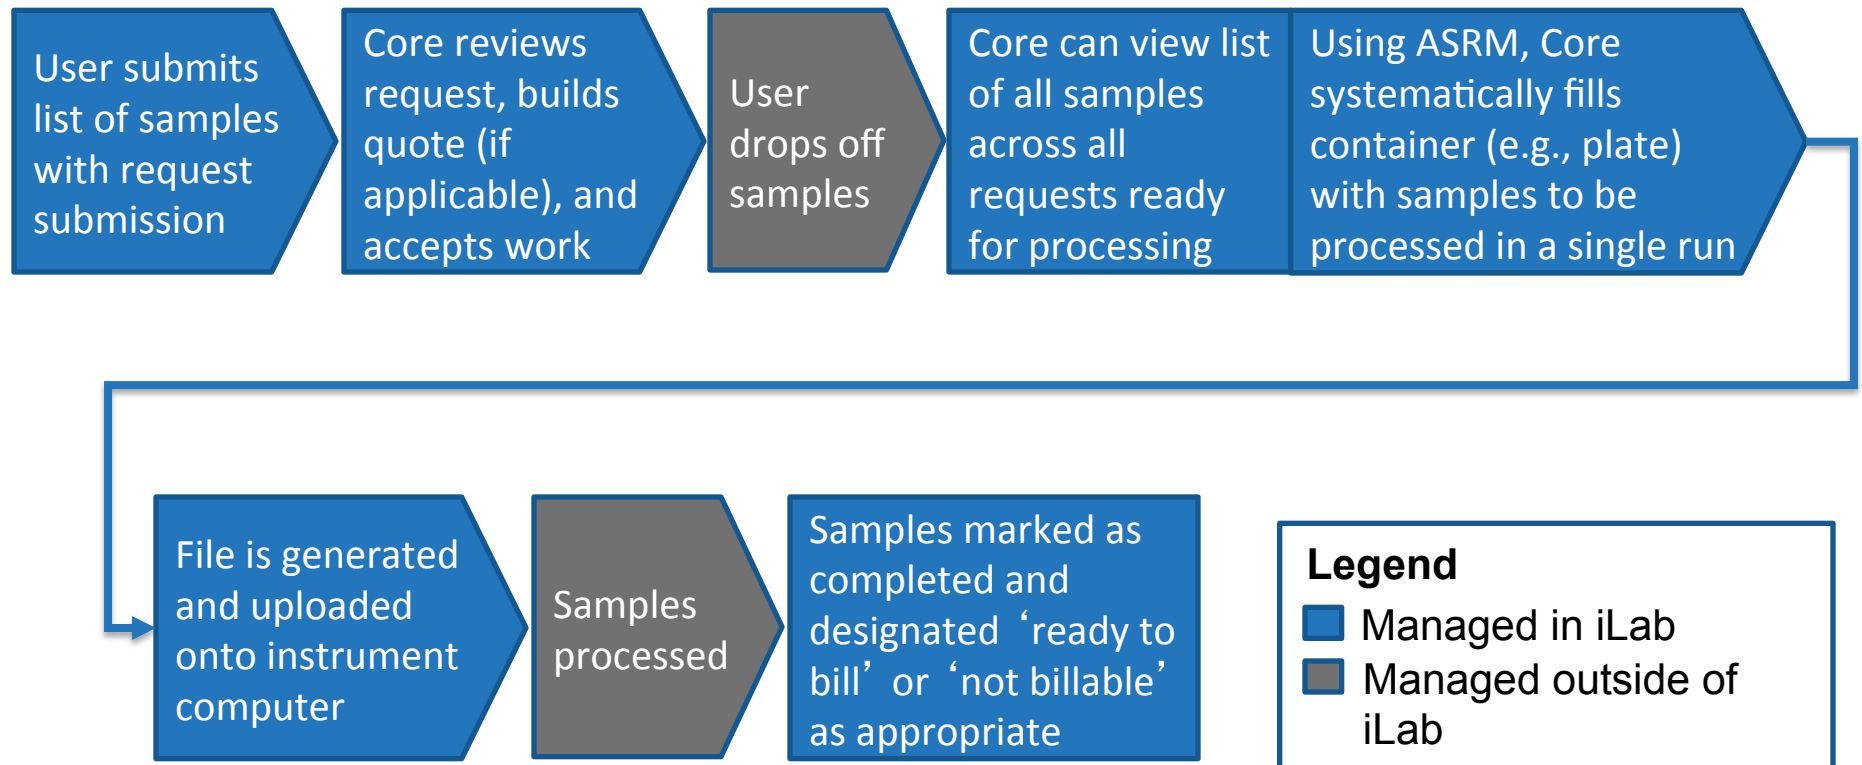 User submits
list of samples
with request
submission
Core reviews
request, builds
quote (if
applicable), and
accepts work
User
drops off
samples
Core can view list
of all samples
across all
requests ready
for processing
Using ASRM, Core
systematically fills
container (e.g., plate)
with samples to be
processed in a single run
File is generated
and uploaded
onto instrument
computer
Samples
processed
Samples marked as
completed and
designated ‘ready to
bill’ or ‘not billable’
as appropriate
Legend
Managed in iLab
Managed outside of
iLab